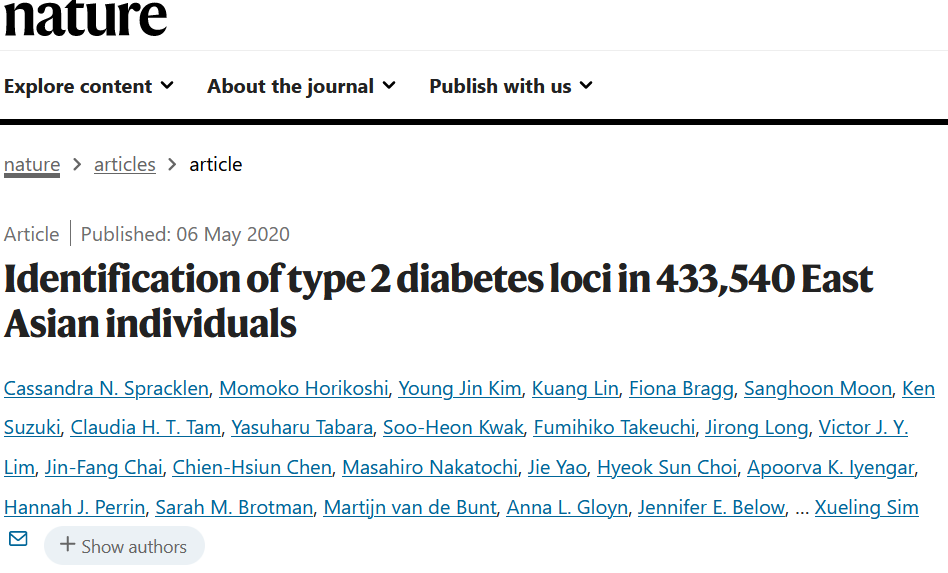 nature
Explore content About the journal Publish with us
nature > articles > article
Article | Published: 06 May 2020
Identification of type 2 diabetes loci in 433,540 East
Asian individuals
Cassandra N. Spracklen, Momoko Horikoshi, Young Jin Kim, Kuang Lin, Fiona Bragg, Sanghoon Moon, Ken
Suzuki, Claudia H. T. Tam, Yasuharu Tabara, Soo-Heon Kwak, Fumihiko Takeuchi, Jirong Long, Victor J. Y.
Lim, Jin-Fang Chai, Chien-Hsiun Chen, Masahiro Nakatochi, Jie Yao, Hyeok Sun Choi, Apoorva K. Iyengar,
Hannah J. Perrin, Sarah M. Brotman, Martijn van de Bunt, Anna L. Gloyn, Jennifer E. Below, … Xueling Sim
+ Show authors